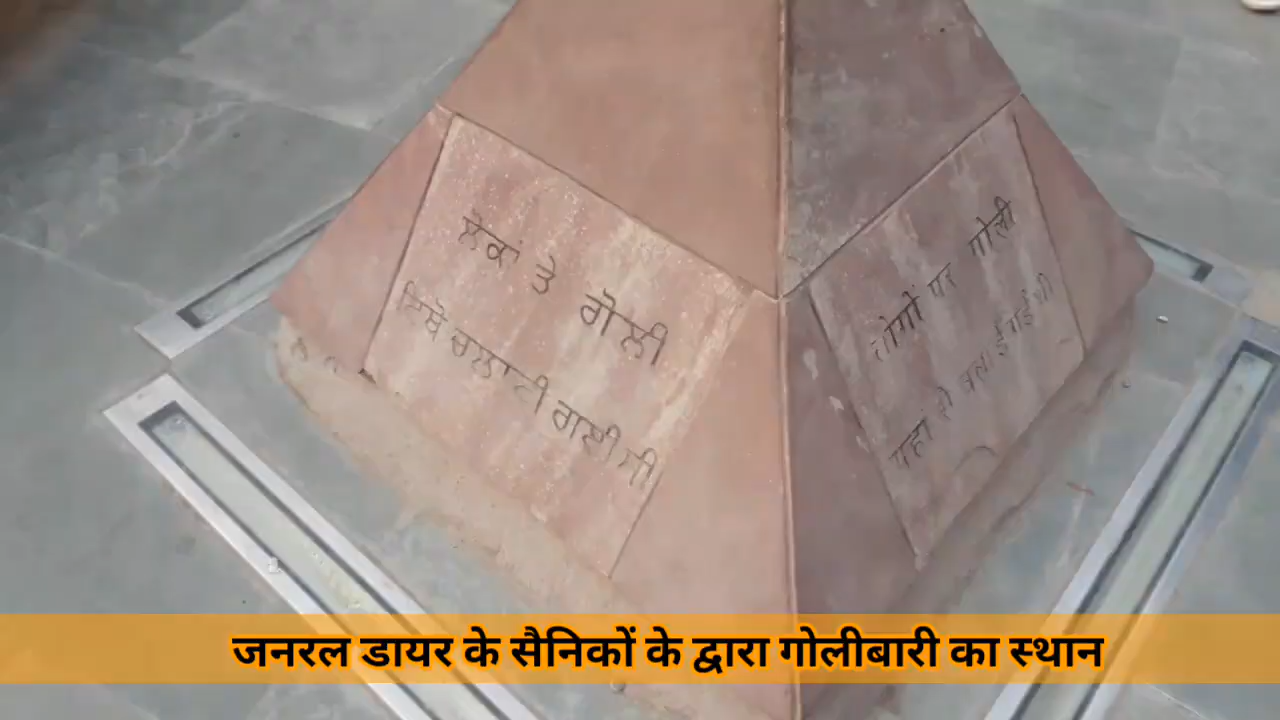 ਲੋਕਾਂ ਤੇ ਗੋਲੀ
ਇਥੋ ਚਲਾਈ ਗਈ ਸੀ
लोगों पर गोली
यहां से चलाई गई थी
जनरल डायर के सैनिकों के द्वारा गोलीबारी का स्थान